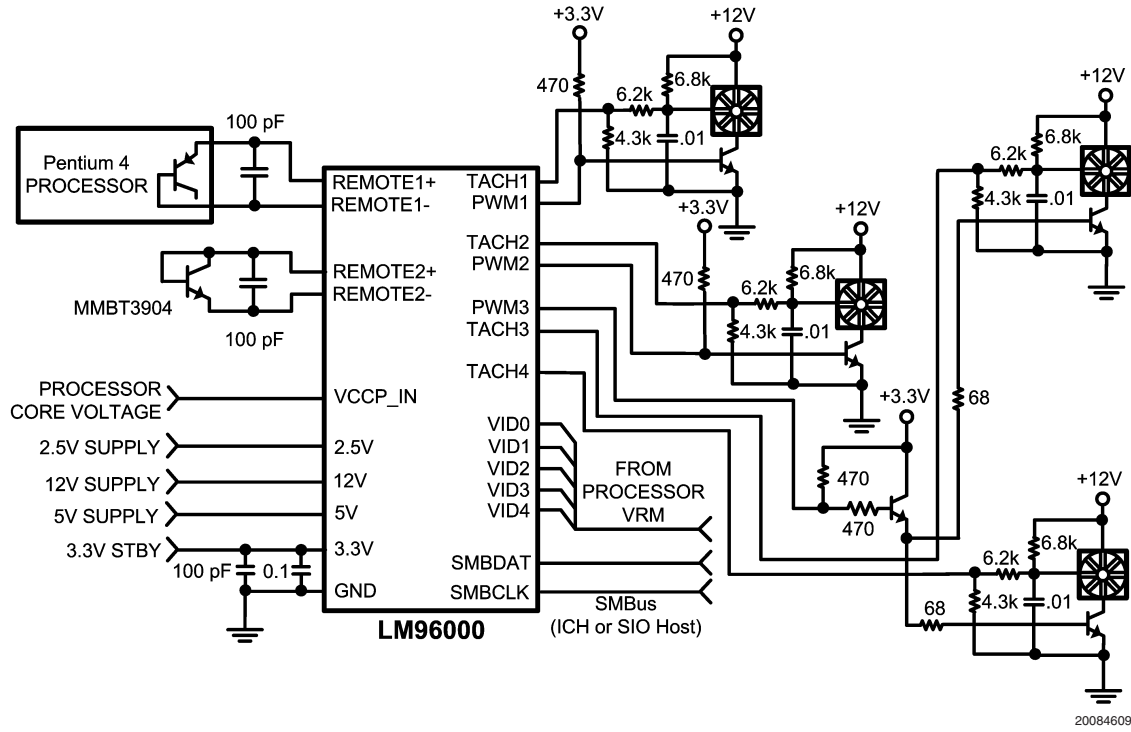 +3.3V
+12V
470
6.2k
6.8k
4.3k
.01
100 pF
Pentium 4
PROCESSOR
REMOTE1+
REMOTE1-
TACH1
PWM1
+3.3V
+12V
470
6.2k
6.8k
4.3k
.01
TACH2
PWM2
REMOTE2+
REMOTE2-
MMBT3904
100 pF
PWM3
TACH3
TACH4
+12V
6.2k
6.8k
4.3k
.01
68
PROCESSOR
CORE VOLTAGE
VCCP_IN
2.5V SUPPLY
2.5V
12V SUPPLY
12V
5V SUPPLY
5V
3.3V STBY
3.3V
100 pF
0.1
GND
VID0
VID1
VID2
VID3
VID4
FROM
PROCESSOR
VRM
SMBDAT
SMBCLK
SMBus
(ICH or SIO Host)
LM96000
+3.3V
470
470
+12V
6.2k
6.8k
4.3k
.01
68
20084609